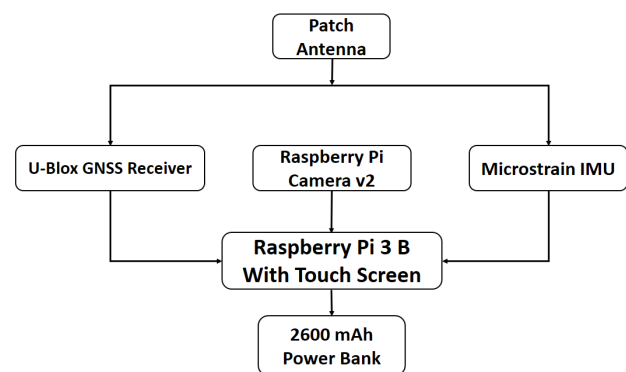 Patch
Antenna
U-Blox GNSS Receiver
Raspberry Pi
Camera v2
Microstrain IMU
Raspberry Pi 3 B
With Touch Screen
2600 mAh
Power Bank